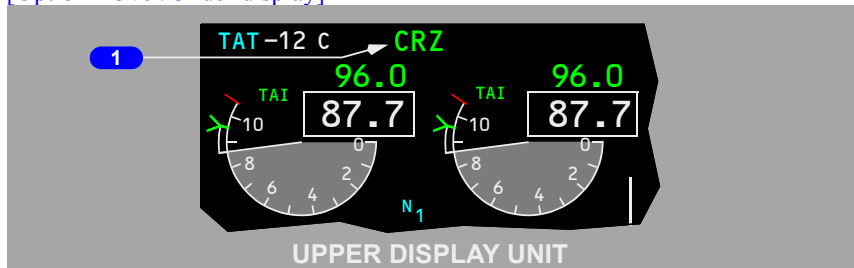 TAT -12 C CRZ
1
96.0 96.0
TAI TAI
87.7 87.7
10 10
0 0
8 8
2 2
6 6
4 4
N1
UPPER DISPLAY UNIT